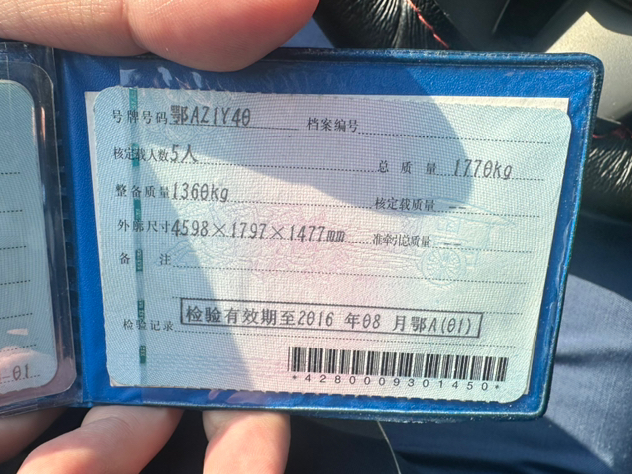 号牌号码 鄂AZ1Y40 档案编号
核定载人数 5人 总质量 1770kg
整备质量 1360kg 核定载质量 --
外廓尺寸 4598×1797×1477mm 准牵引总质量 --
备注
检验记录 检验有效期至2016 年08 月鄂A(01)
*4280009301450*
01